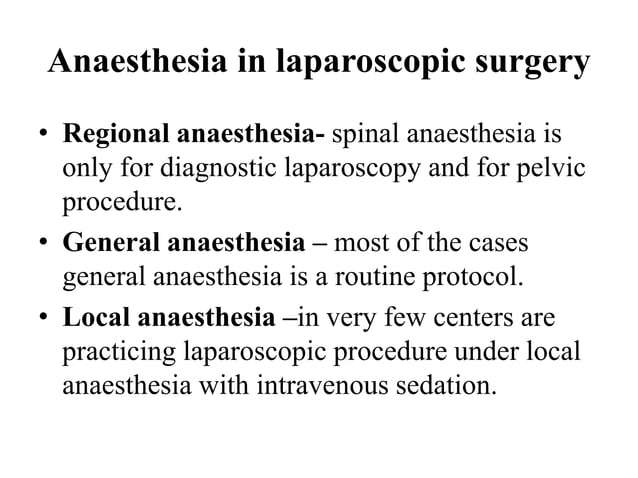 Anaesthesia in laparoscopic surgery
• Regional anaesthesia- spinal anaesthesia is
only for diagnostic laparoscopy and for pelvic
procedure.
• General anaesthesia – most of the cases
general anaesthesia is a routine protocol.
• Local anaesthesia –in very few centers are
practicing laparoscopic procedure under local
anaesthesia with intravenous sedation.